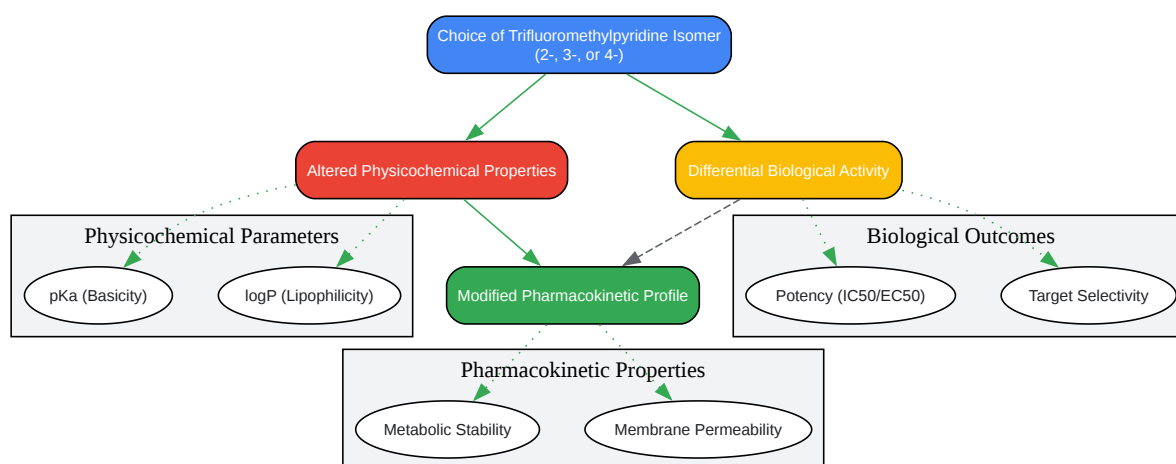 Choice of Trifluoromethylpyridine Isomer
(2-, 3-, or 4-)
Altered Physicochemical Properties
Differential Biological Activity
Physicochemical Parameters
Biological Outcomes
pKa (Basicity)
logP (Lipophilicity)
Modified Pharmacokinetic Profile
Potency (IC50/EC50)
Target Selectivity
Pharmacokinetic Properties
Metabolic Stability
Membrane Permeability